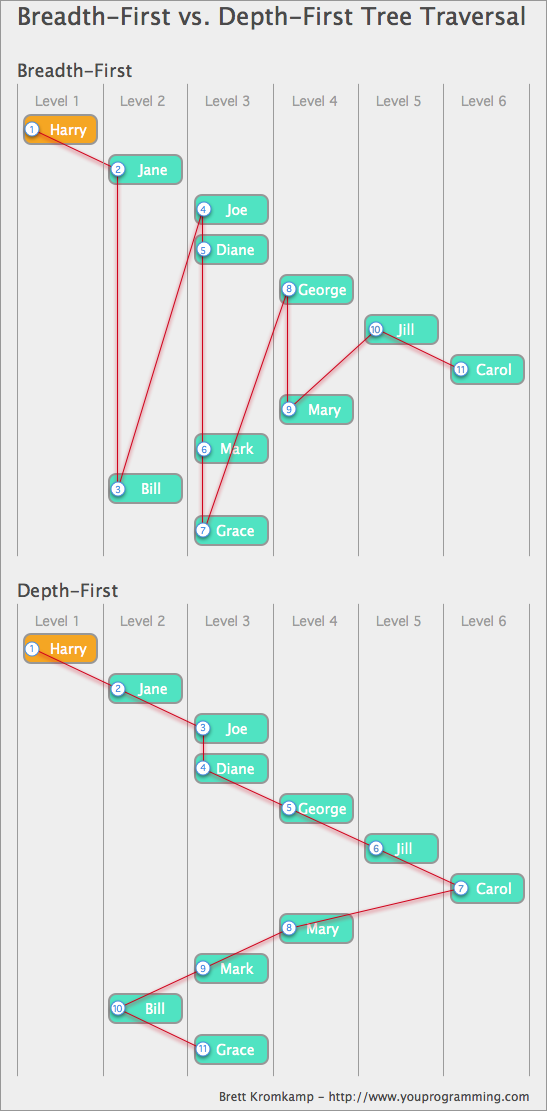 Breadth-First vs. Depth-First Tree Traversal
Breadth-First
Level 1 Level 2 Level 3 Level 4 Level 5 Level 6
1 Harry
2 Jane
4 Joe
5 Diane
8 George
10 Jill
11 Carol
9 Mary
6 Mark
3 Bill
7 Grace
Depth-First
Level 1 Level 2 Level 3 Level 4 Level 5 Level 6
1 Harry
2 Jane
3 Joe
4 Diane
5 George
6 Jill
7 Carol
8 Mary
9 Mark
10 Bill
11 Grace
Brett Kromkamp - http://www.youprogramming.com